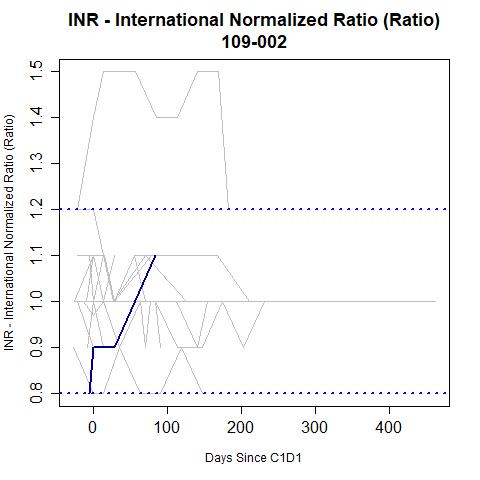 INR - International Normalized Ratio (Ratio)
109-002
INR - International Normalized Ratio (Ratio)
1.5
1.4
1.3
1.2
1.1
1.0
0.9
0.8
0 100 200 300 400
Days Since C1D1